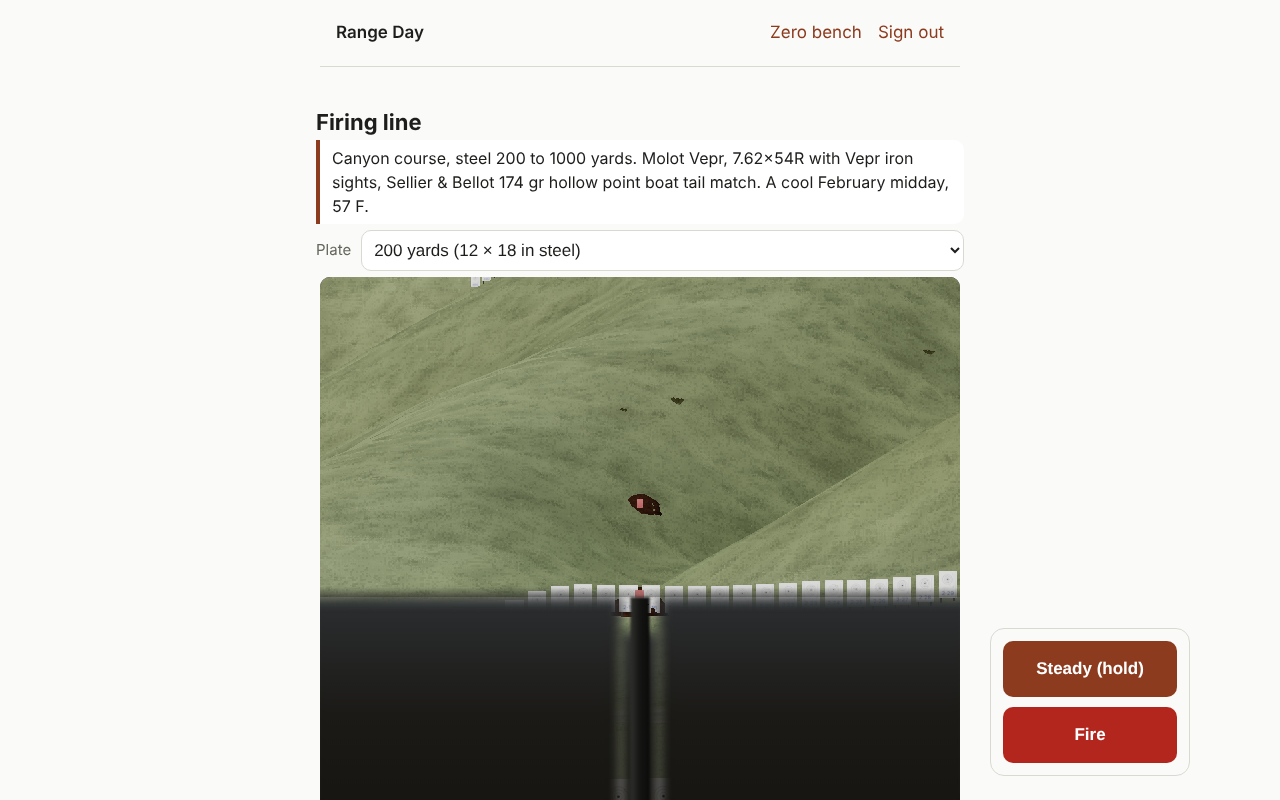 Range Day
Zero bench
Sign out
Firing line
Canyon course, steel 200 to 1000 yards. Molot Vepr, 7.62×54R with Vepr iron
sights, Sellier & Bellot 174 gr hollow point boat tail match. A cool February midday,
57 F.
Plate
200 yards (12 × 18 in steel)
Steady (hold)
Fire